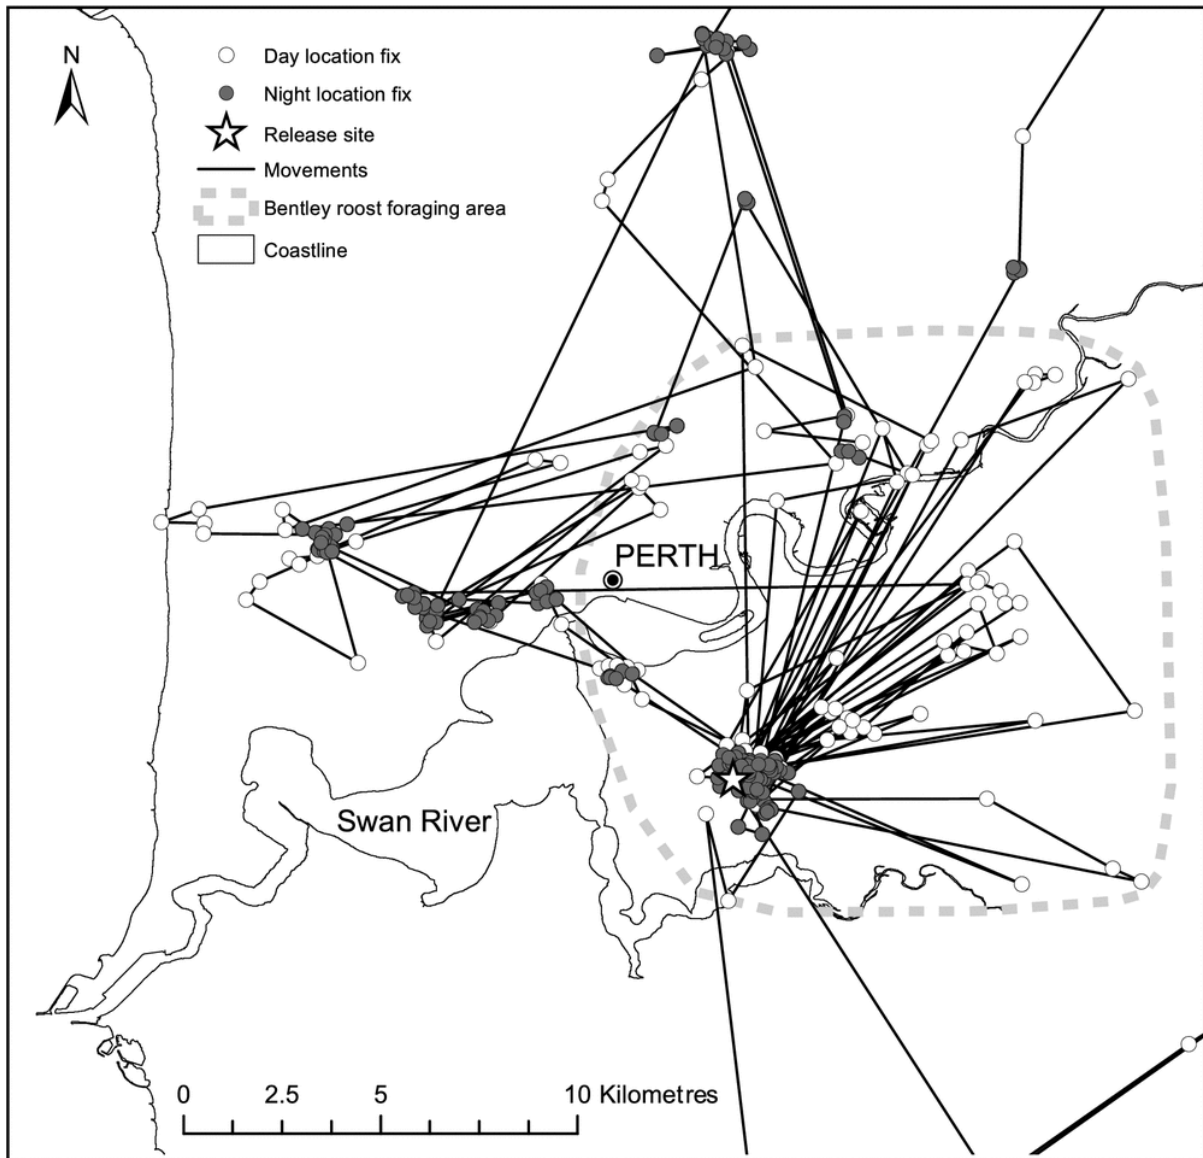 N
Day location fix
Night location fix
Release site
Movements
Bentley roost foraging area
Coastline
PERTH
Swan River
0 2.5 5 10 Kilometres